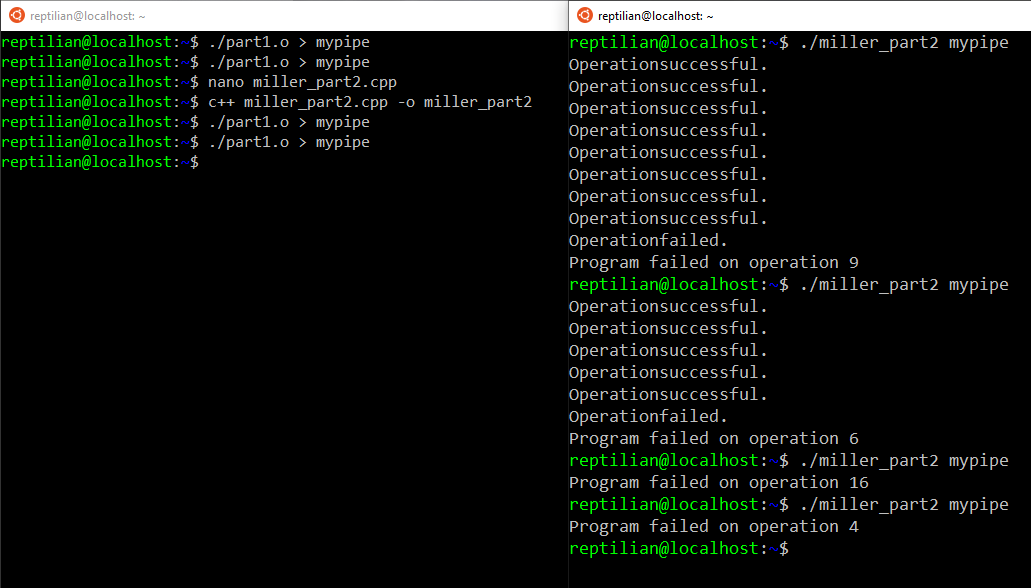 reptilian@localhost: ~
reptilian@localhost:~$ ./part1.o > mypipe
reptilian@localhost:~$ ./part1.o > mypipe
reptilian@localhost:~$ nano miller_part2.cpp
reptilian@localhost:~$ c++ miller_part2.cpp -o miller_part2
reptilian@localhost:~$ ./part1.o > mypipe
reptilian@localhost:~$ ./part1.o > mypipe
reptilian@localhost:~$
reptilian@localhost: ~
reptilian@localhost:~$ ./miller_part2 mypipe
Operationsuccessful.
Operationsuccessful.
Operationsuccessful.
Operationsuccessful.
Operationsuccessful.
Operationsuccessful.
Operationsuccessful.
Operationsuccessful.
Operationfailed.
Program failed on operation 9
reptilian@localhost:~$ ./miller_part2 mypipe
Operationsuccessful.
Operationsuccessful.
Operationsuccessful.
Operationsuccessful.
Operationsuccessful.
Operationfailed.
Program failed on operation 6
reptilian@localhost:~$ ./miller_part2 mypipe
Program failed on operation 16
reptilian@localhost:~$ ./miller_part2 mypipe
Program failed on operation 4
reptilian@localhost:~$